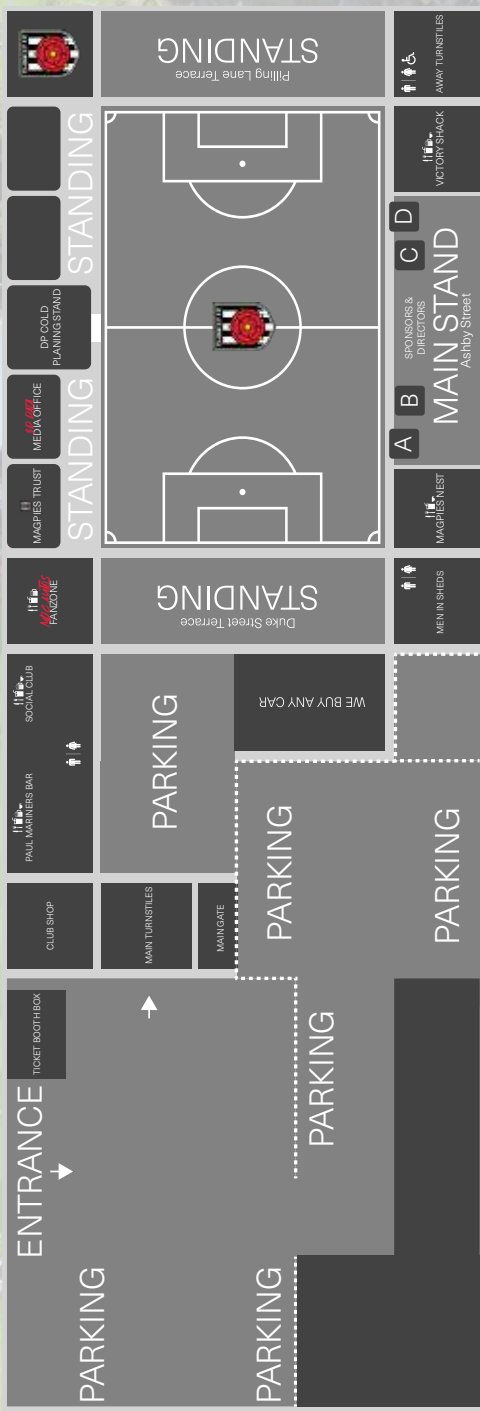 STANDING
Pilling Lane Terrace
AWAY TURNSTILES
STANDING
VICTORY SHACK
DP COLD
PLANING STAND
D
C
SPONSORS &
DIRECTORS
MAIN STAND
Ashby Street
B
A
MEDIA OFFICE
STANDING
MAGPIES TRUST
MAGPIES NEST
FANZONE
STANDING
Duke Street Terrace
MEN IN SHEDS
SOCIAL CLUB
PAUL MARINERS BAR
PARKING
WE BUY ANY CAR
PARKING
PARKING
CLUB SHOP
MAIN TURNSTILES
MAIN GATE
TICKET BOOTH BOX
ENTRANCE
PARKING
PARKING
PARKING